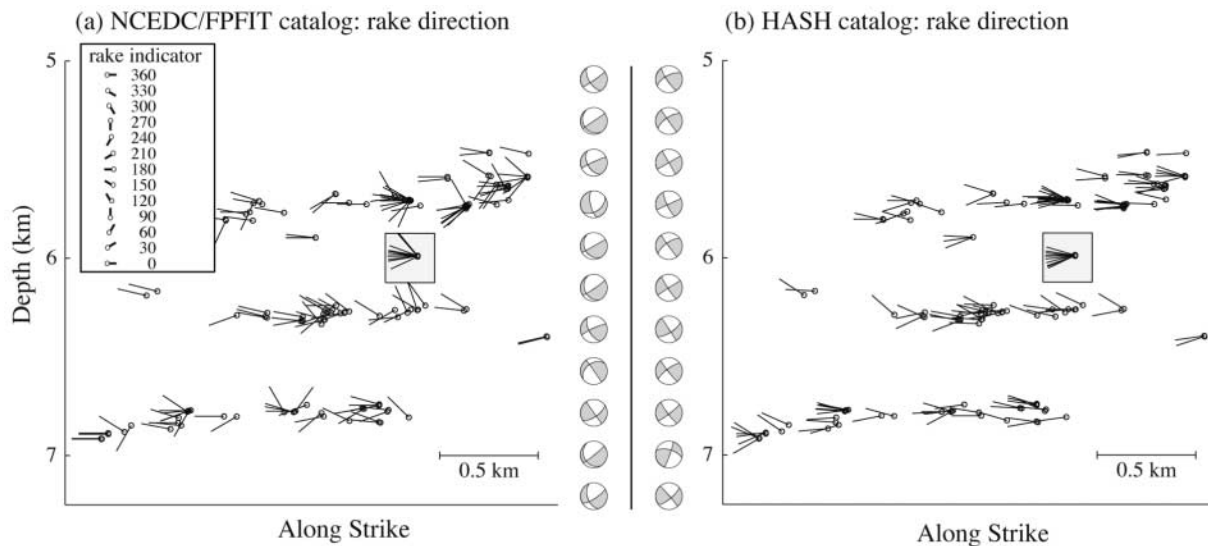 (a) NCEDC/FPFIT catalog: rake direction
(b) HASH catalog: rake direction
rake indicator
360
330
300
270
240
210
180
150
120
90
60
30
0
5
6
7
Depth (km)
0.5 km
Along Strike
5
6
7
0.5 km
Along Strike